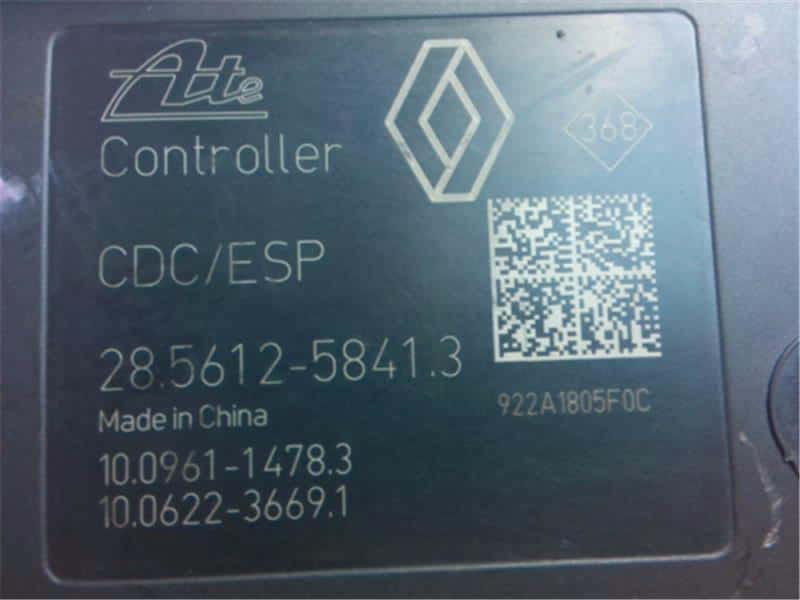 Ate
368
Controller
CDC/ESP
28.5612-5841.3
922A1805F0C
Made in China
10.0961-1478.3
10.0622-3669.1